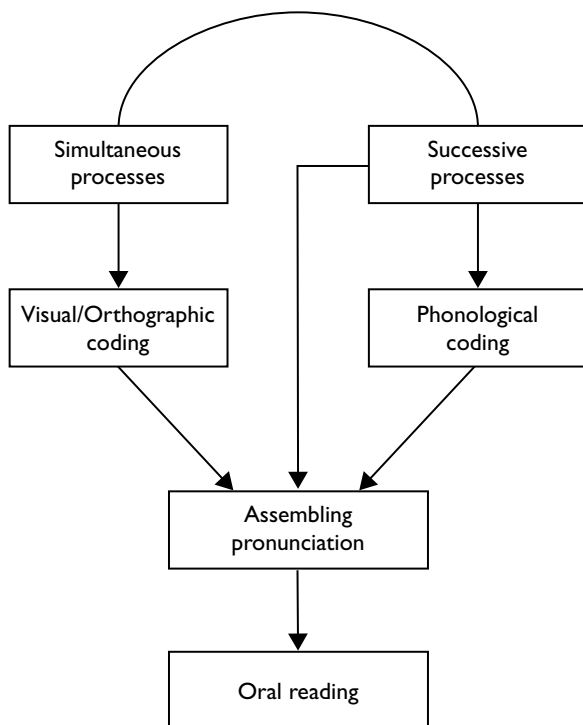 Simultaneous
processes
Successive
processes
Visual/Orthographic
coding
Phonological
coding
Assembling
pronunciation
Oral reading